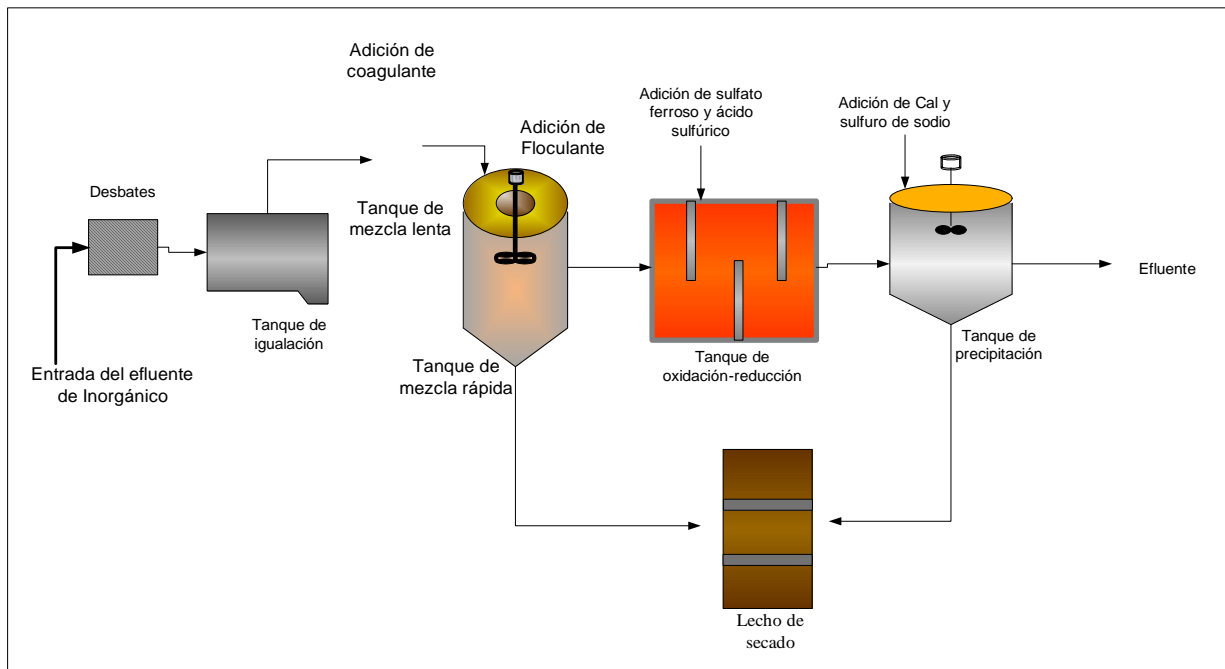 Adición de
coagulante
Adición de
Floculante
Adición de sulfato
ferroso y ácido
sulfúrico
Adición de Cal y
sulfuro de sodio
Desbates
Tanque de
mezcla lenta
Tanque de
igualación
Entrada del efluente
de Inorgánico
Tanque de
mezcla rápida
Tanque de
oxidación-reducción
Tanque de
precipitación
Efluente
Lecho de
secado